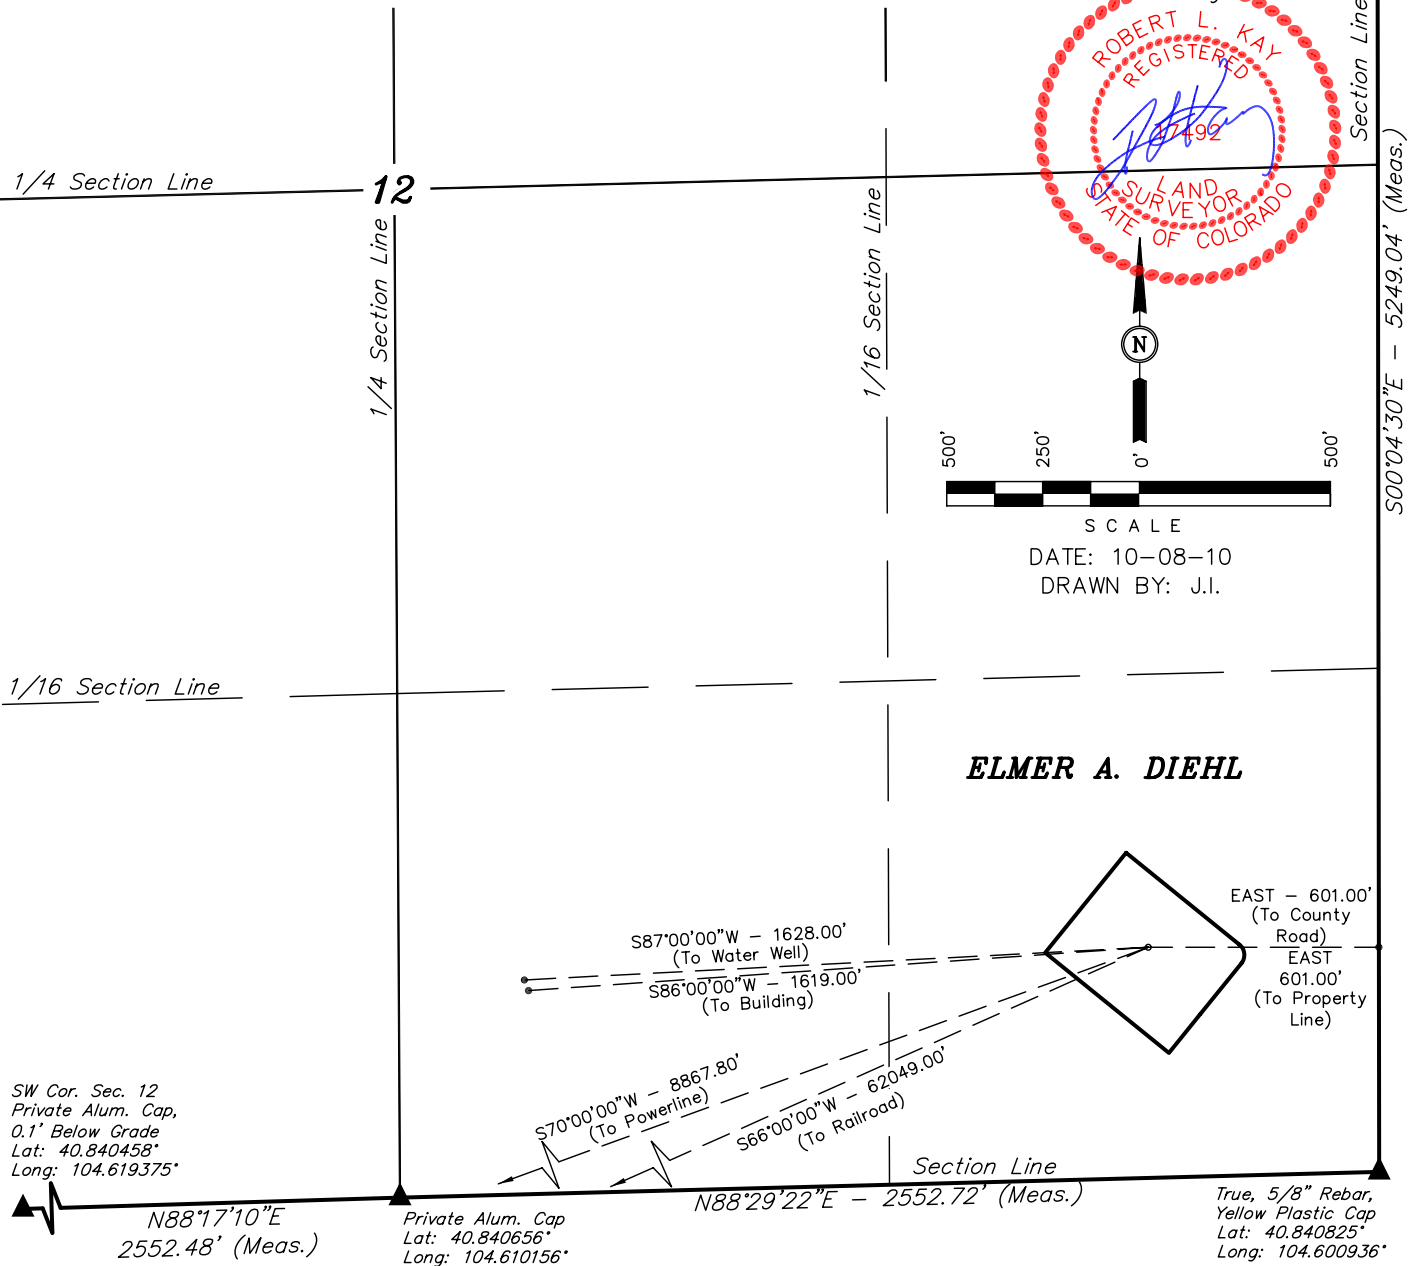 Section Line
ROBERT L. KAY
REGISTERED
LAND
SURVEYOR
STATE OF COLORADO
S00°04'30"E - 5249.04' (Meas.)
1/4 Section Line
12
1/4 Section Line
1/16 Section Line
N
500'
250'
0'
500'
SCALE
DATE: 10-08-10
DRAWN BY: J.I.
1/16 Section Line
ELMER A. DIEHL
EAST - 601.00'
(To County
Road)
EAST
601.00'
(To Property
Line)
S87°00'00"W - 1628.00'
(To Water Well)
S86°00'00"W - 1619.00'
(To Building)
S70°00'00"W - 8867.80'
(To Powerline)
S66°00'00"W - 62049.00'
(To Railroad)
SW Cor. Sec. 12
Private Alum. Cap,
0.1' Below Grade
Lat: 40.840458°
Long: 104.619375°
Section Line
N88°17'10"E
2552.48' (Meas.)
Private Alum. Cap
Lat: 40.840656°
Long: 104.610156°
N88°29'22"E - 2552.72' (Meas.)
True, 5/8" Rebar,
Yellow Plastic Cap
Lat: 40.840825°
Long: 104.600936°